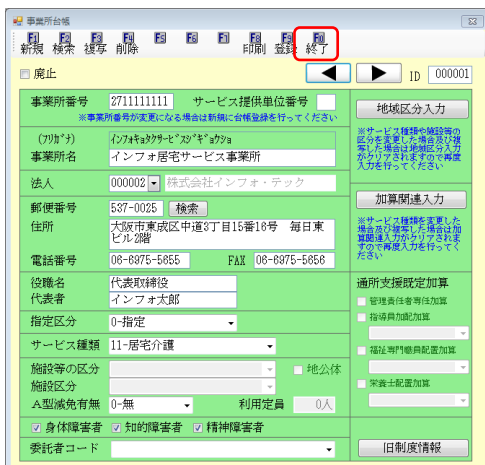 事業所台帳
F1 F2 F3 F4 F5 F6 F7 F8 F9 F10
新規 検索 複写 削除 印刷 登録 終了
廃止 ID 000001
事業所番号 2711111111 サービス提供単位番号
※事業所番号が変更になる場合は新規に台帳登録を行ってください
(フリガナ) インフォキョタクサービスジギョウショ
事業所名 インフォ居宅サービス事業所
法人 000002 株式会社インフォ・テック
郵便番号 537-0025 検索
住所 大阪市東成区中道3丁目15番16号 毎日東
ビル2階
電話番号 06-6975-5655 FAX 06-6975-5656
役職名 代表取締役
代表者 インフォ太郎
指定区分 0-指定
サービス種類 11-居宅介護
施設等の区分 地公体
施設区分
A型減免有無 0-無 利用定員 0人
身体障害者 知的障害者 精神障害者
委託者コード
地域区分入力
※サービス種類や施設等の
区分を変更した場合及び複
写した場合は地域区分入力
がクリアされますので再度
入力を行ってください
加算関連入力
※サービス種類を変更した
場合及び複写した場合は加
算関連入力がクリアされま
すので再度入力を行ってく
ださい
通所支援既定加算
管理責任者専任加算
指導員加配加算
福祉専門職員配置加算
栄養士配置加算
旧制度情報